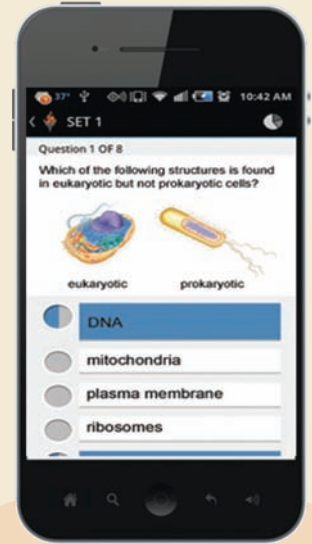 37° 10:42 AM
SET 1
Question 1 OF 8
Which of the following structures is found
in eukaryotic but not prokaryotic cells?
eukaryotic prokaryotic
DNA
mitochondria
plasma membrane
ribosomes